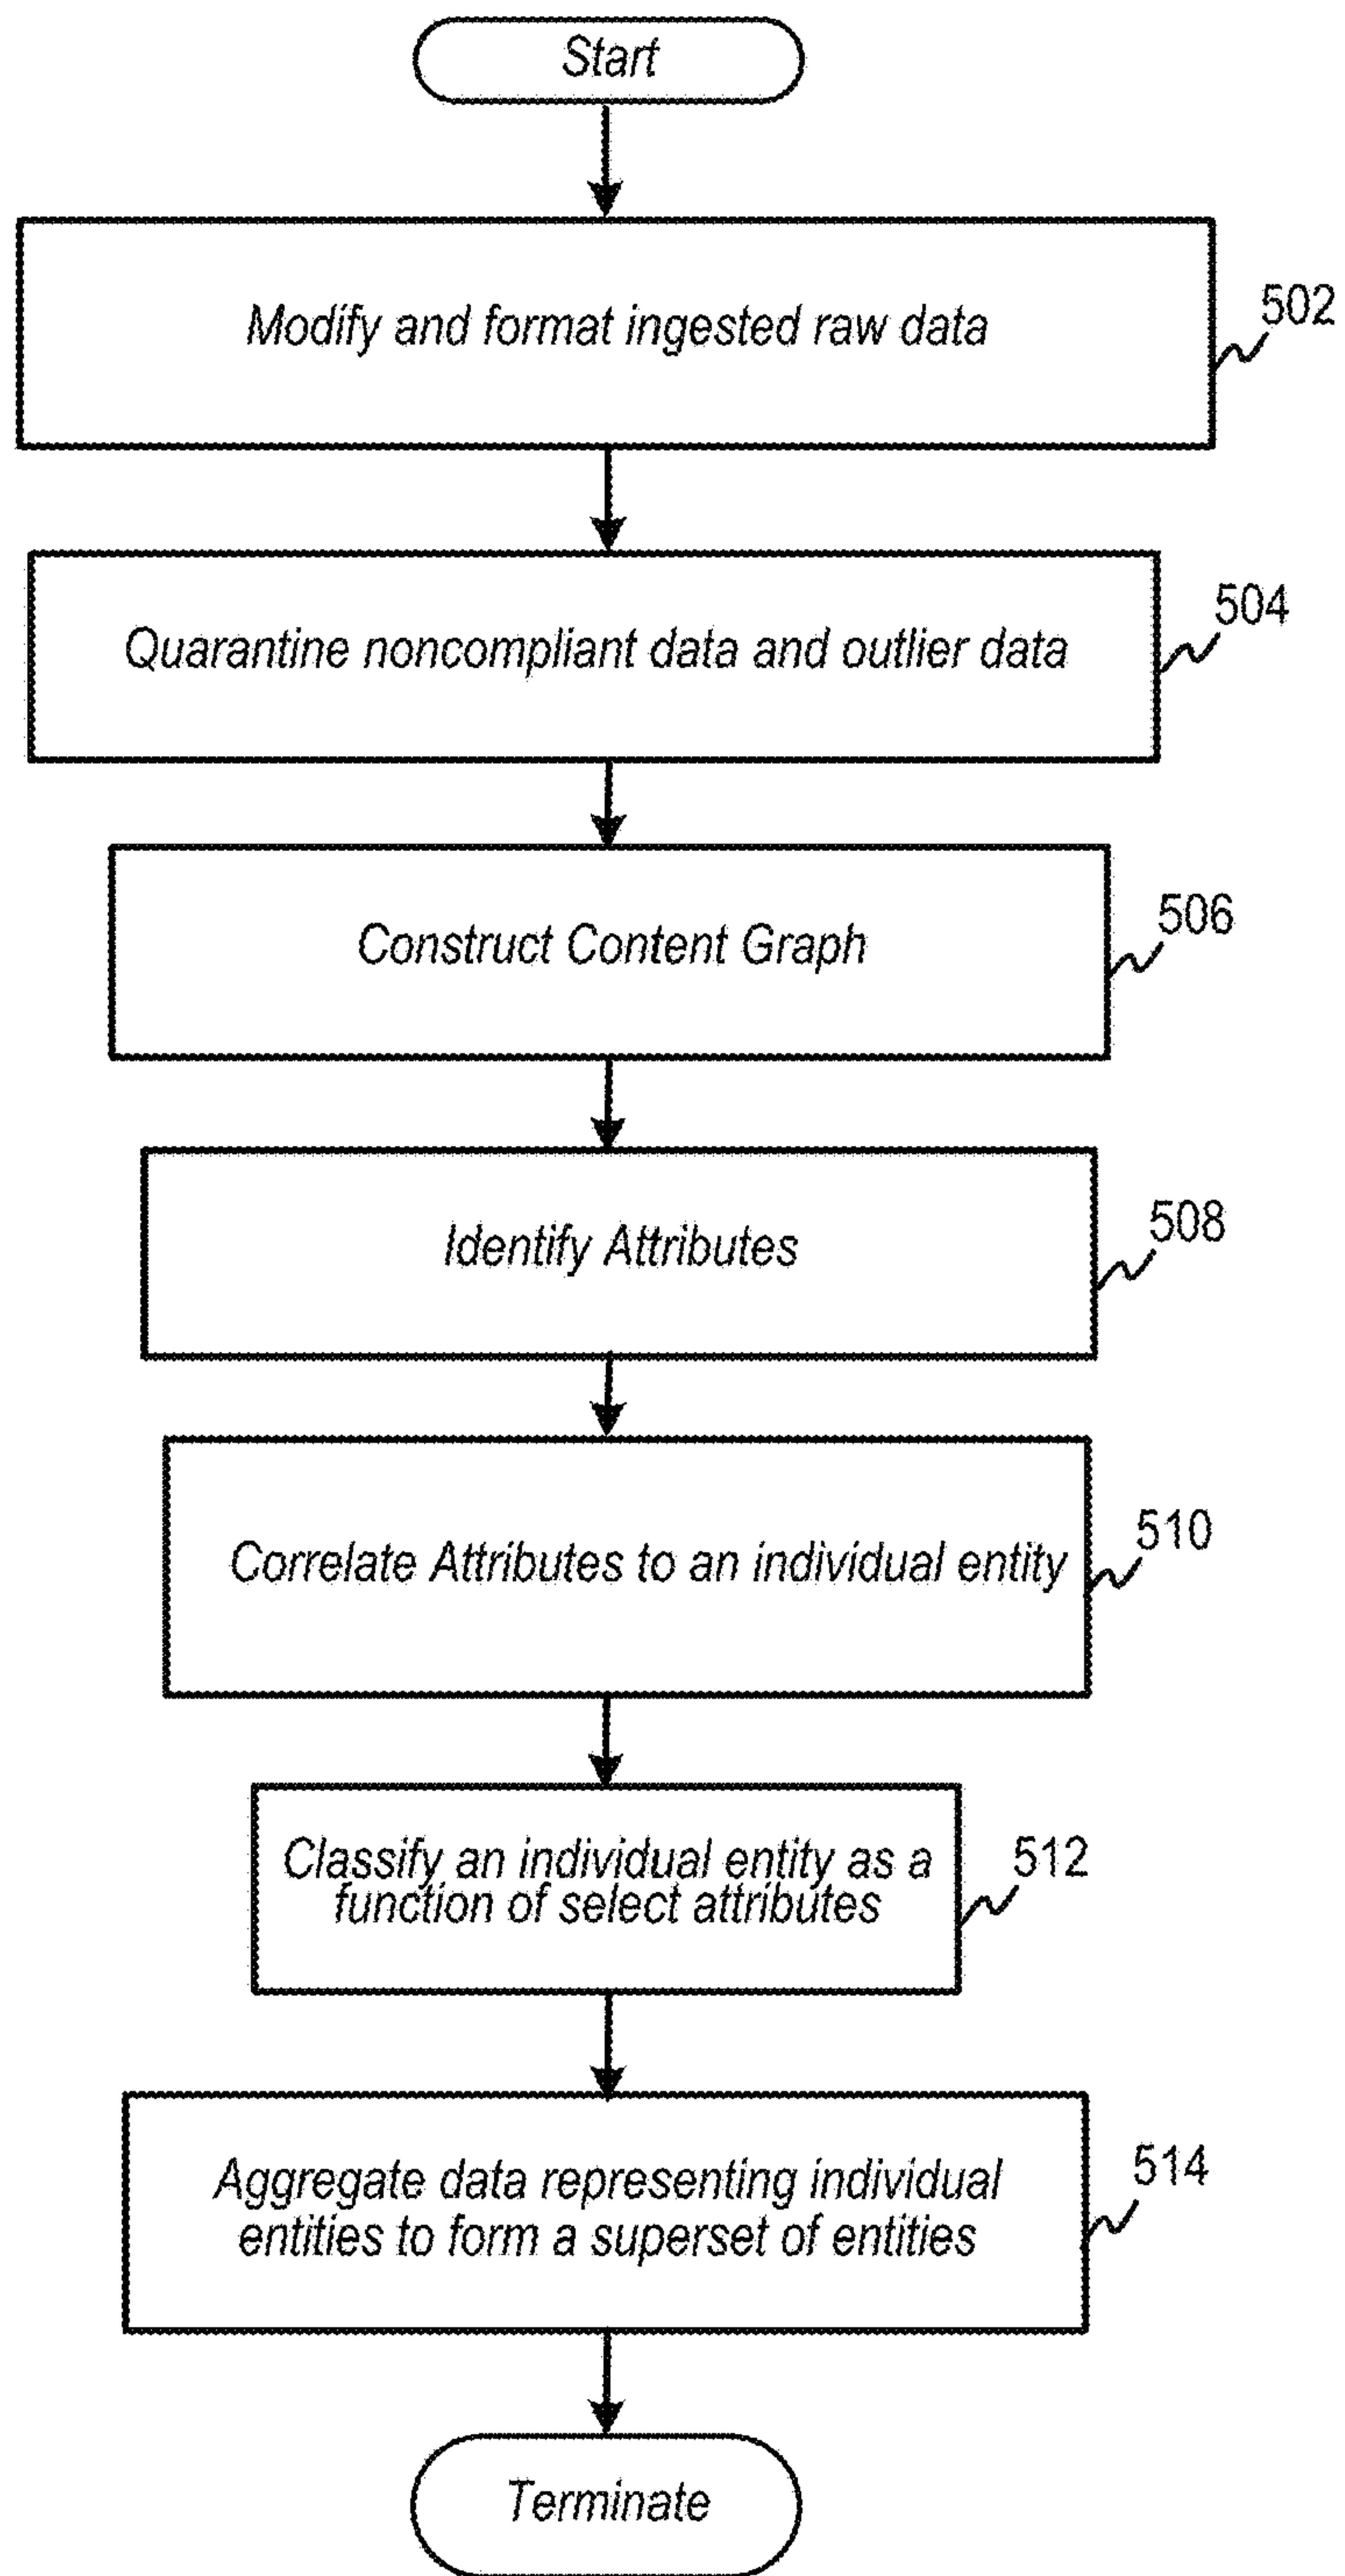 Start
Modify and format ingested raw data
502
Quarantine noncompliant data and outlier data
504
Construct Content Graph
506
Identify Attributes
508
Correlate Attributes to an individual entity
510
Classify an individual entity as a
function of select attributes
512
Aggregate data representing individual
entities to form a superset of entities
514
Terminate